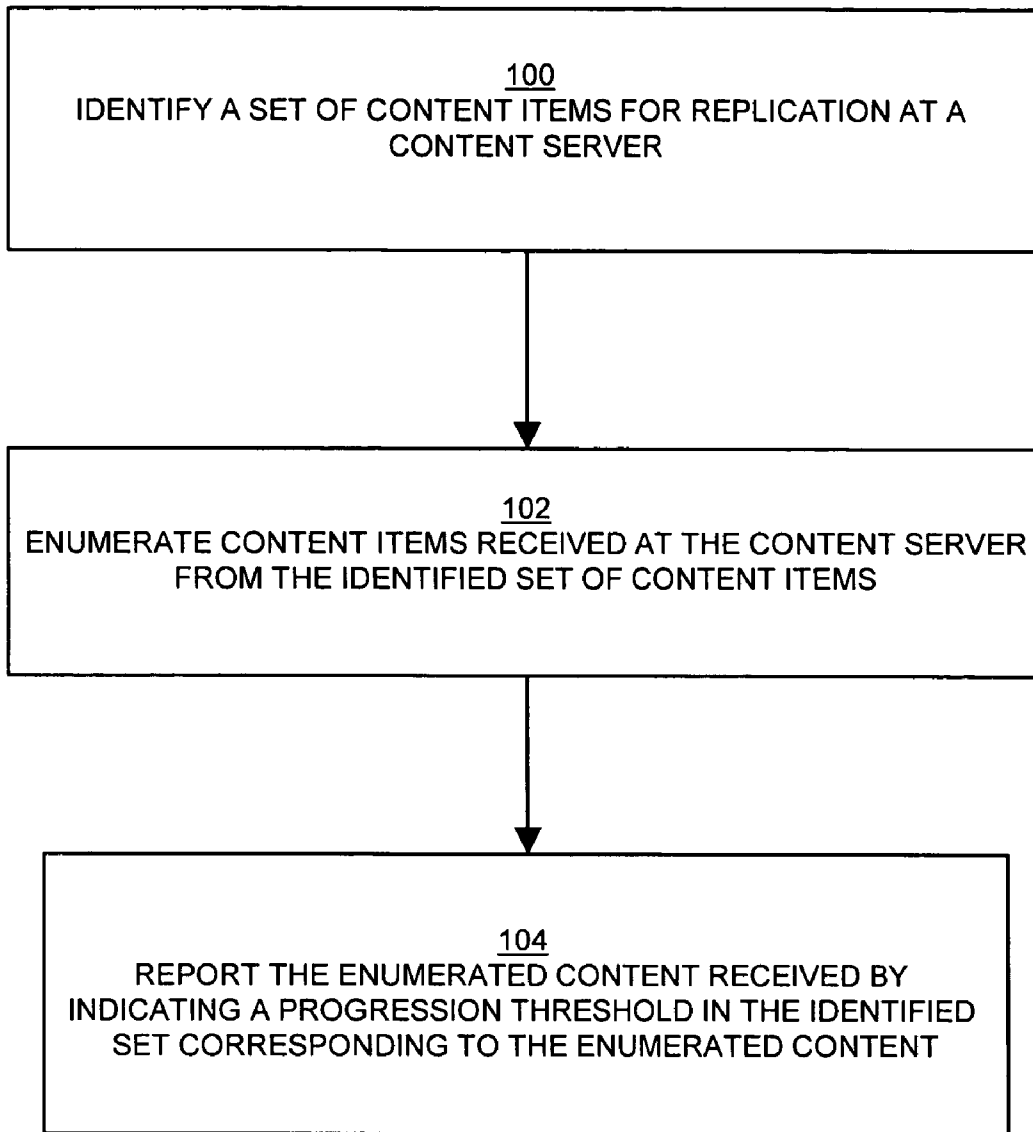 100
IDENTIFY A SET OF CONTENT ITEMS FOR REPLICATION AT A
CONTENT SERVER
102
ENUMERATE CONTENT ITEMS RECEIVED AT THE CONTENT SERVER
FROM THE IDENTIFIED SET OF CONTENT ITEMS
104
REPORT THE ENUMERATED CONTENT RECEIVED BY
INDICATING A PROGRESSION THRESHOLD IN THE IDENTIFIED
SET CORRESPONDING TO THE ENUMERATED CONTENT